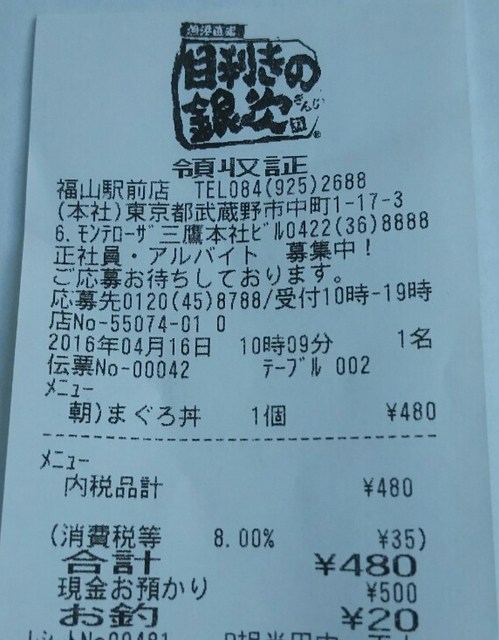 漁港直送
目利きの
銀次
ぎんじ
領収証
福山駅前店 TEL084(925)2688
(本社)東京都武蔵野市中町1-17-3
6.ﾓﾝﾃﾛｰｻﾞ三鷹本社ﾋﾞﾙ0422(36)8888
正社員・アルバイト 募集中!
ご応募お待ちしております。
応募先0120(45)8788/受付10時-19時
店No-55074-01 0
2016年04月16日 10時09分 1名
伝票No-00042 ﾃｰﾌﾞﾙ 002
ﾒﾆｭｰ
朝)まぐろ丼 1個 ¥480
ﾒﾆｭｰ
内税品計 ¥480
(消費税等 8.00% ¥35)
合計 ¥480
現金お預かり ¥500
お釣 ¥20